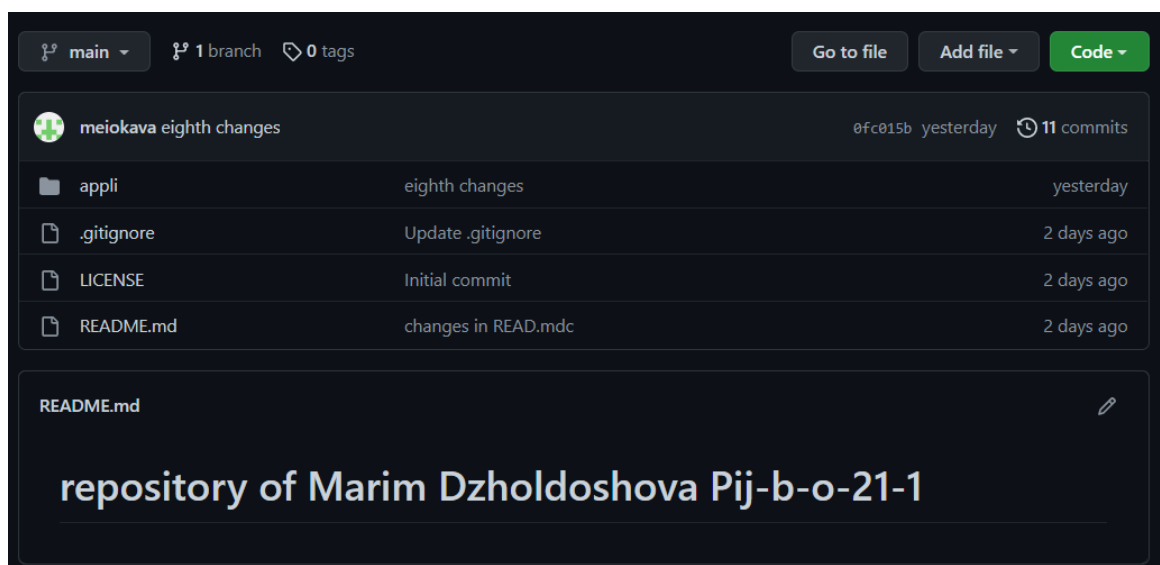 main 1 branch 0 tags Go to file Add file Code
meiokava eighth changes 0fc015b yesterday 11 commits
appli eighth changes yesterday
.gitignore Update .gitignore 2 days ago
LICENSE Initial commit 2 days ago
README.md changes in READ.mdc 2 days ago
README.md
repository of Marim Dzholdoshova Pij-b-o-21-1